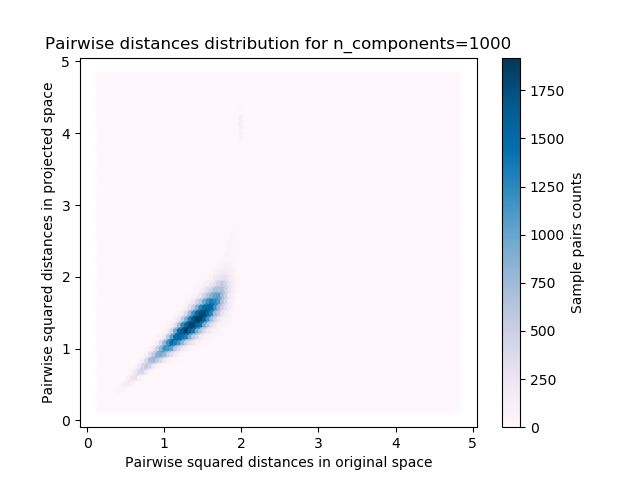 Pairwise distances distribution for n_components=1000
Pairwise squared distances in projected space
5
4
3
2
1
0
0 1 2 3 4 5
Pairwise squared distances in original space
1750
1500
1250
1000
750
500
250
0
Sample pairs counts